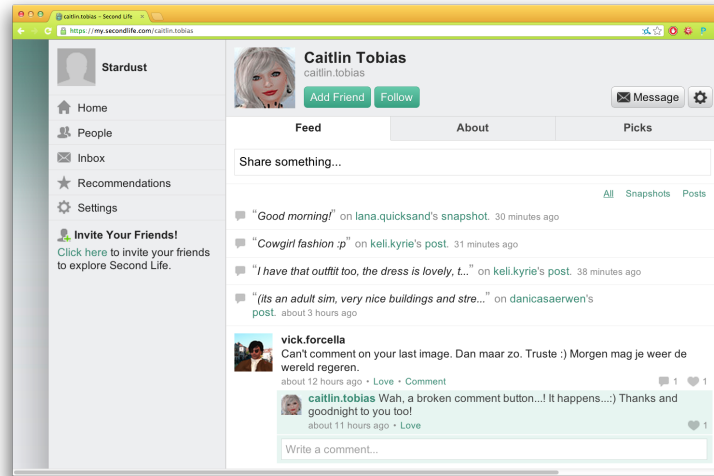 caitlin.tobias – Second Life
https://my.secondlife.com/caitlin.tobias
Stardust
Home
People
Inbox
Recommendations
Settings
Invite Your Friends!
Click here to invite your friends
to explore Second Life.
Caitlin Tobias
caitlin.tobias
Add Friend Follow
Message
Feed About Picks
Share something...
All Snapshots Posts
"Good morning!" on lana.quicksand's snapshot. 30 minutes ago
"Cowgirl fashion :p" on keli.kyrie's post. 31 minutes ago
"I have that outftit too, the dress is lovely, t..." on keli.kyrie's post. 38 minutes ago
"(its an adult sim, very nice buildings and stre..." on danicasaerwen's
post. about 3 hours ago
vick.forcella
Can't comment on your last image. Dan maar zo. Truste :) Morgen mag je weer de
wereld regeren.
about 12 hours ago • Love • Comment 1 1
caitlin.tobias Wah, a broken comment button...! It happens...:) Thanks and
goodnight to you too!
about 11 hours ago • Love 1
Write a comment...